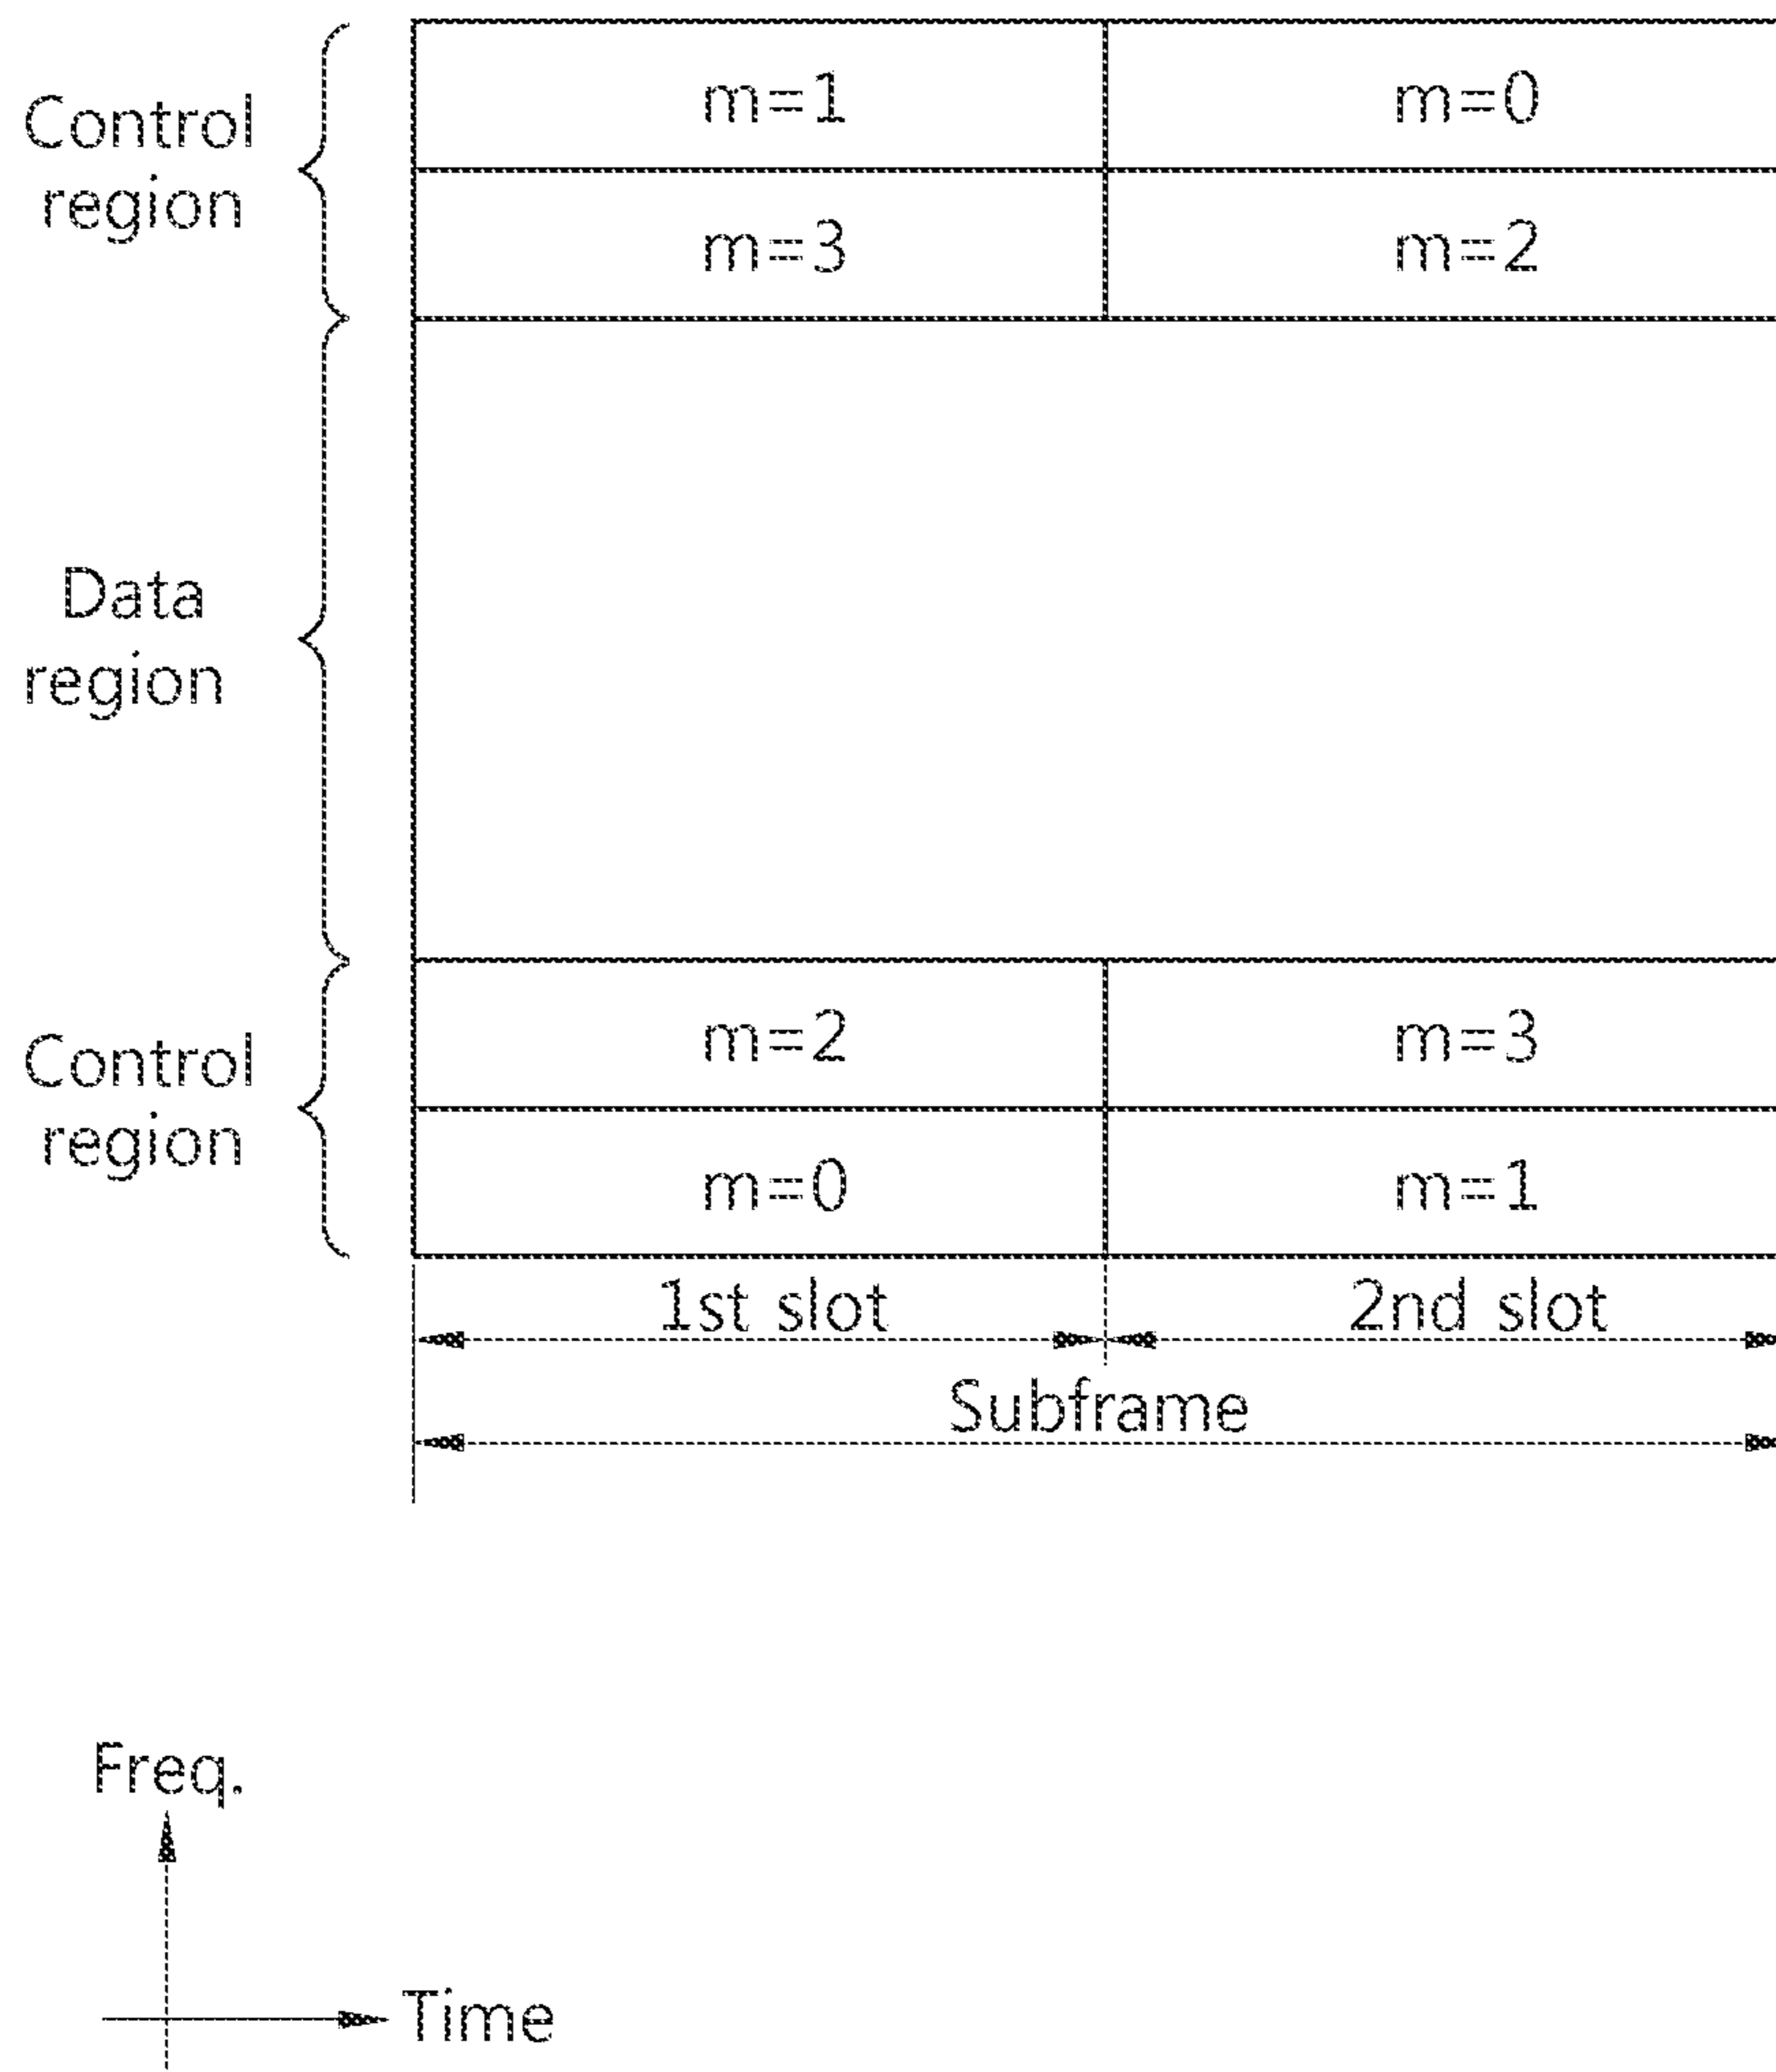 Control
region
m=1
m=0
m=3
m=2
Data
region
Control
region
m=2
m=3
m=0
m=1
1st slot
2nd slot
Subframe
Freq.
Time